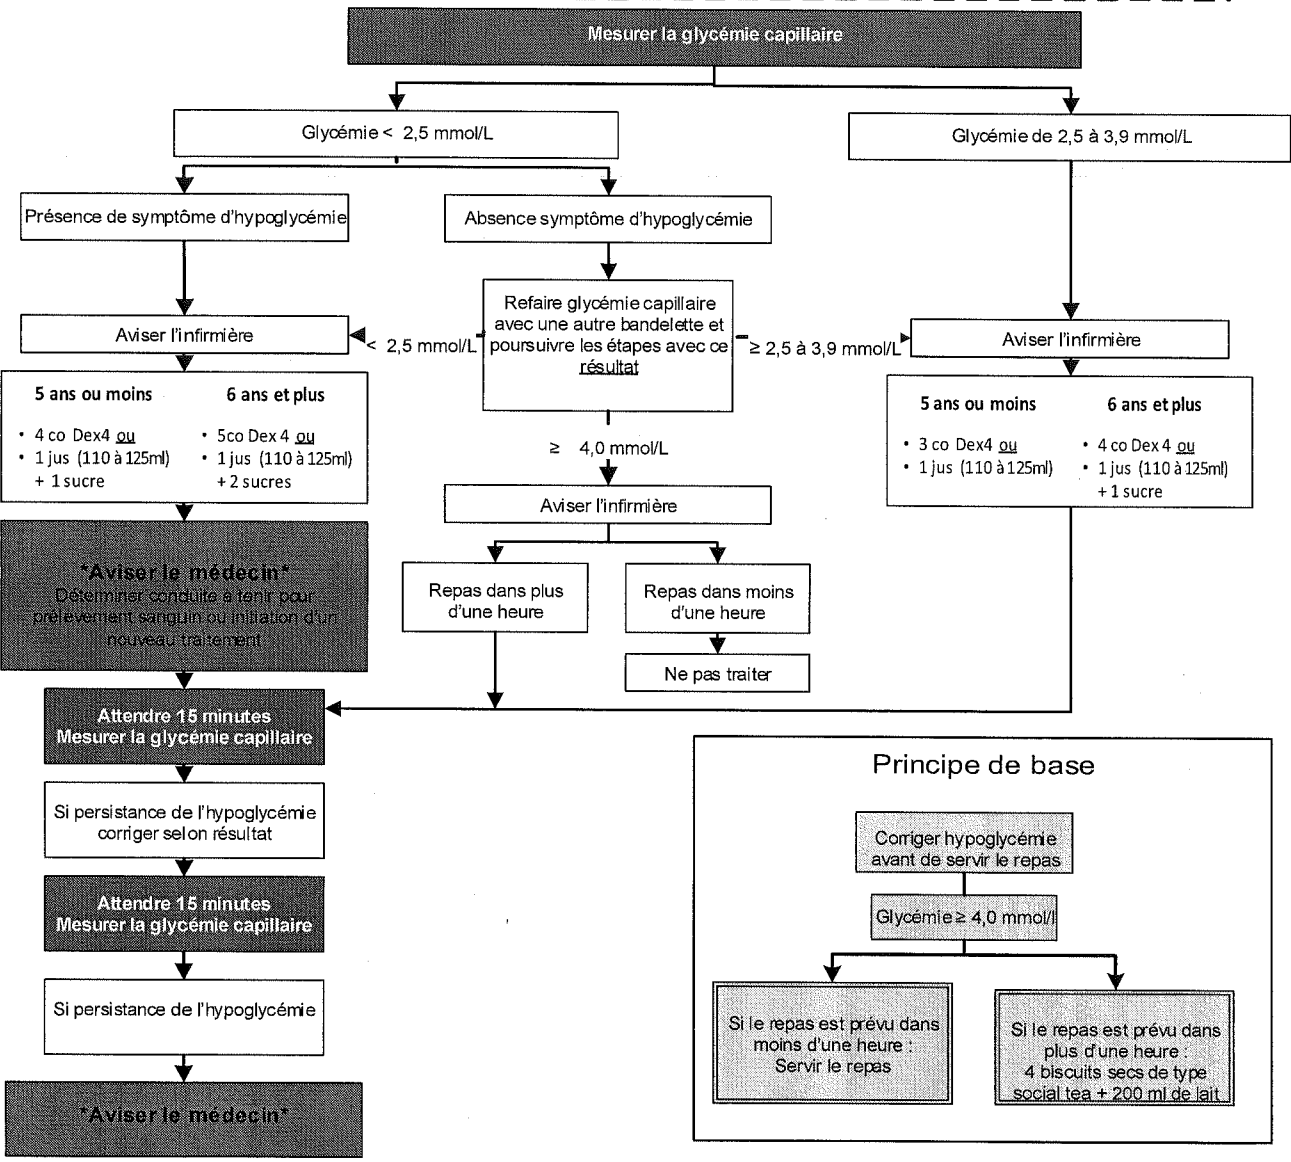 Mesurer la glycémie capillaire
Glycémie < 2,5 mmol/L
Glycémie de 2,5 à 3,9 mmol/L
Présence de symptôme d'hypoglycémie
Absence symptôme d'hypoglycémie
Refaire glycémie capillaire
avec une autre bandelette et
poursuivre les étapes avec ce
résultat
< 2,5 mmol/L
≥ 2,5 à 3,9 mmol/L
Aviser l'infirmière
Aviser l'infirmière
5 ans ou moins
• 4 co Dex4 ou
• 1 jus (110 à 125ml)
+ 1 sucre
6 ans et plus
• 5co Dex 4 ou
• 1 jus (110 à 125ml)
+ 2 sucres
5 ans ou moins
• 3 co Dex4 ou
• 1 jus (110 à 125ml)
6 ans et plus
• 4 co Dex 4 ou
• 1 jus (110 à 125ml)
+ 1 sucre
≥ 4,0 mmol/L
Aviser l'infirmière
Repas dans plus
d'une heure
Repas dans moins
d'une heure
Ne pas traiter
*Aviser le médecin*
Déterminer conduite à tenir pour
prélèvement sanguin ou initiation d'un
nouveau traitement
Attendre 15 minutes
Mesurer la glycémie capillaire
Si persistance de l'hypoglycémie
corriger selon résultat
Attendre 15 minutes
Mesurer la glycémie capillaire
Si persistance de l'hypoglycémie
*Aviser le médecin*
Principe de base
Corriger hypoglycémie
avant de servir le repas
Glycémie ≥ 4,0 mmol/l
Si le repas est prévu dans
moins d'une heure :
Servir le repas
Si le repas est prévu dans
plus d'une heure :
4 biscuits secs de type
social tea + 200 ml de lait